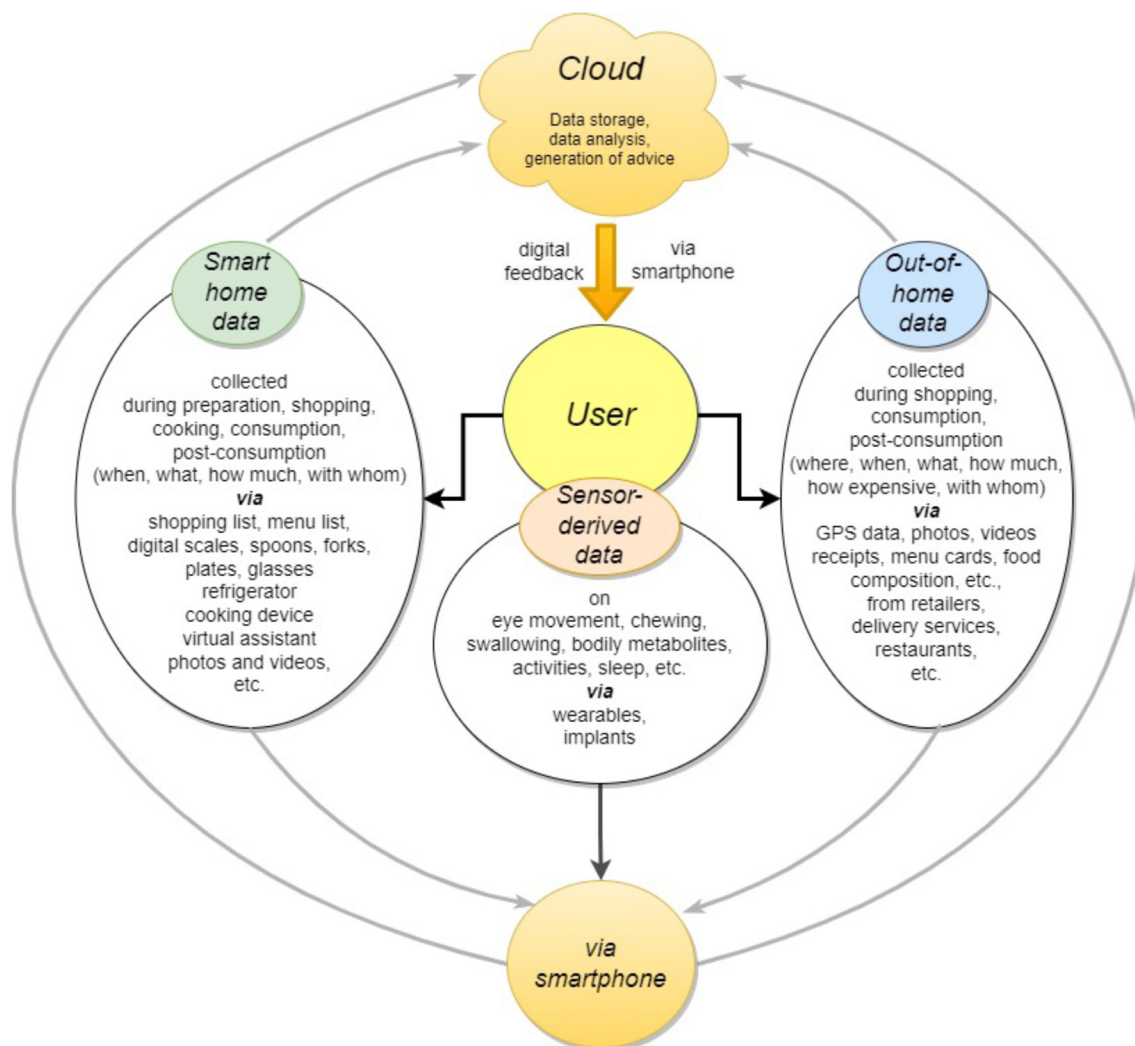 Cloud
Data storage,
data analysis,
generation of advice
digital
feedback
via
smartphone
Smart
home
data
collected
during preparation, shopping,
cooking, consumption,
post-consumption
(when, what, how much, with whom)
via
shopping list, menu list,
digital scales, spoons, forks,
plates, glasses
refrigerator
cooking device
virtual assistant
photos and videos,
etc.
User
Sensor-
derived
data
on
eye movement, chewing,
swallowing, bodily metabolites,
activities, sleep, etc.
via
wearables,
implants
Out-of-
home
data
collected
during shopping,
consumption,
post-consumption
(where, when, what, how much,
how expensive, with whom)
via
GPS data, photos, videos
receipts, menu cards, food
composition, etc.,
from retailers,
delivery services,
restaurants,
etc.
via
smartphone